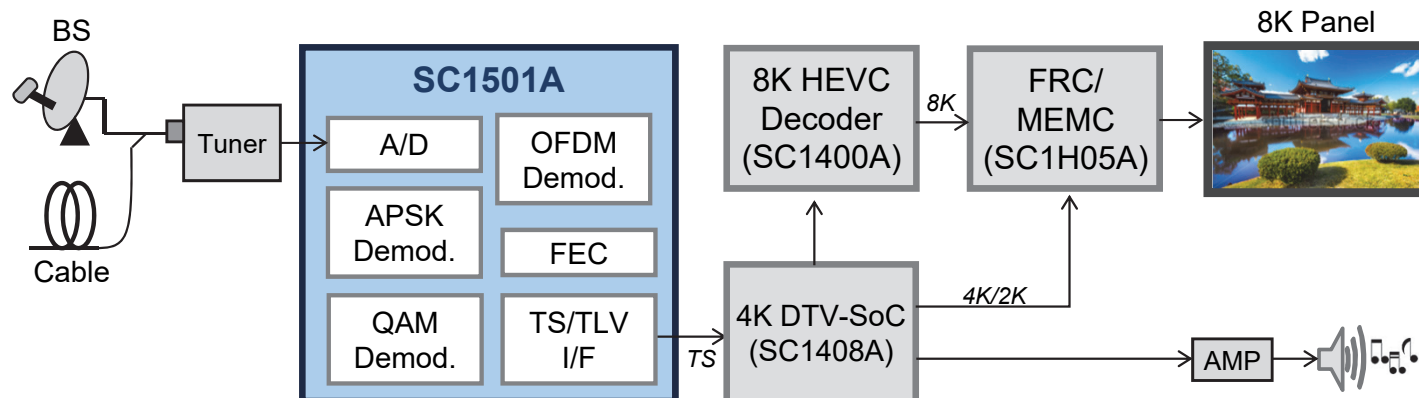 BS
Cable
Tuner
SC1501A
A/D
OFDM
Demod.
APSK
Demod.
FEC
QAM
Demod.
TS/TLV
I/F
TS
8K HEVC
Decoder
(SC1400A)
8K
FRC/
MEMC
(SC1H05A)
8K Panel
4K DTV-SoC
(SC1408A)
4K/2K
AMP